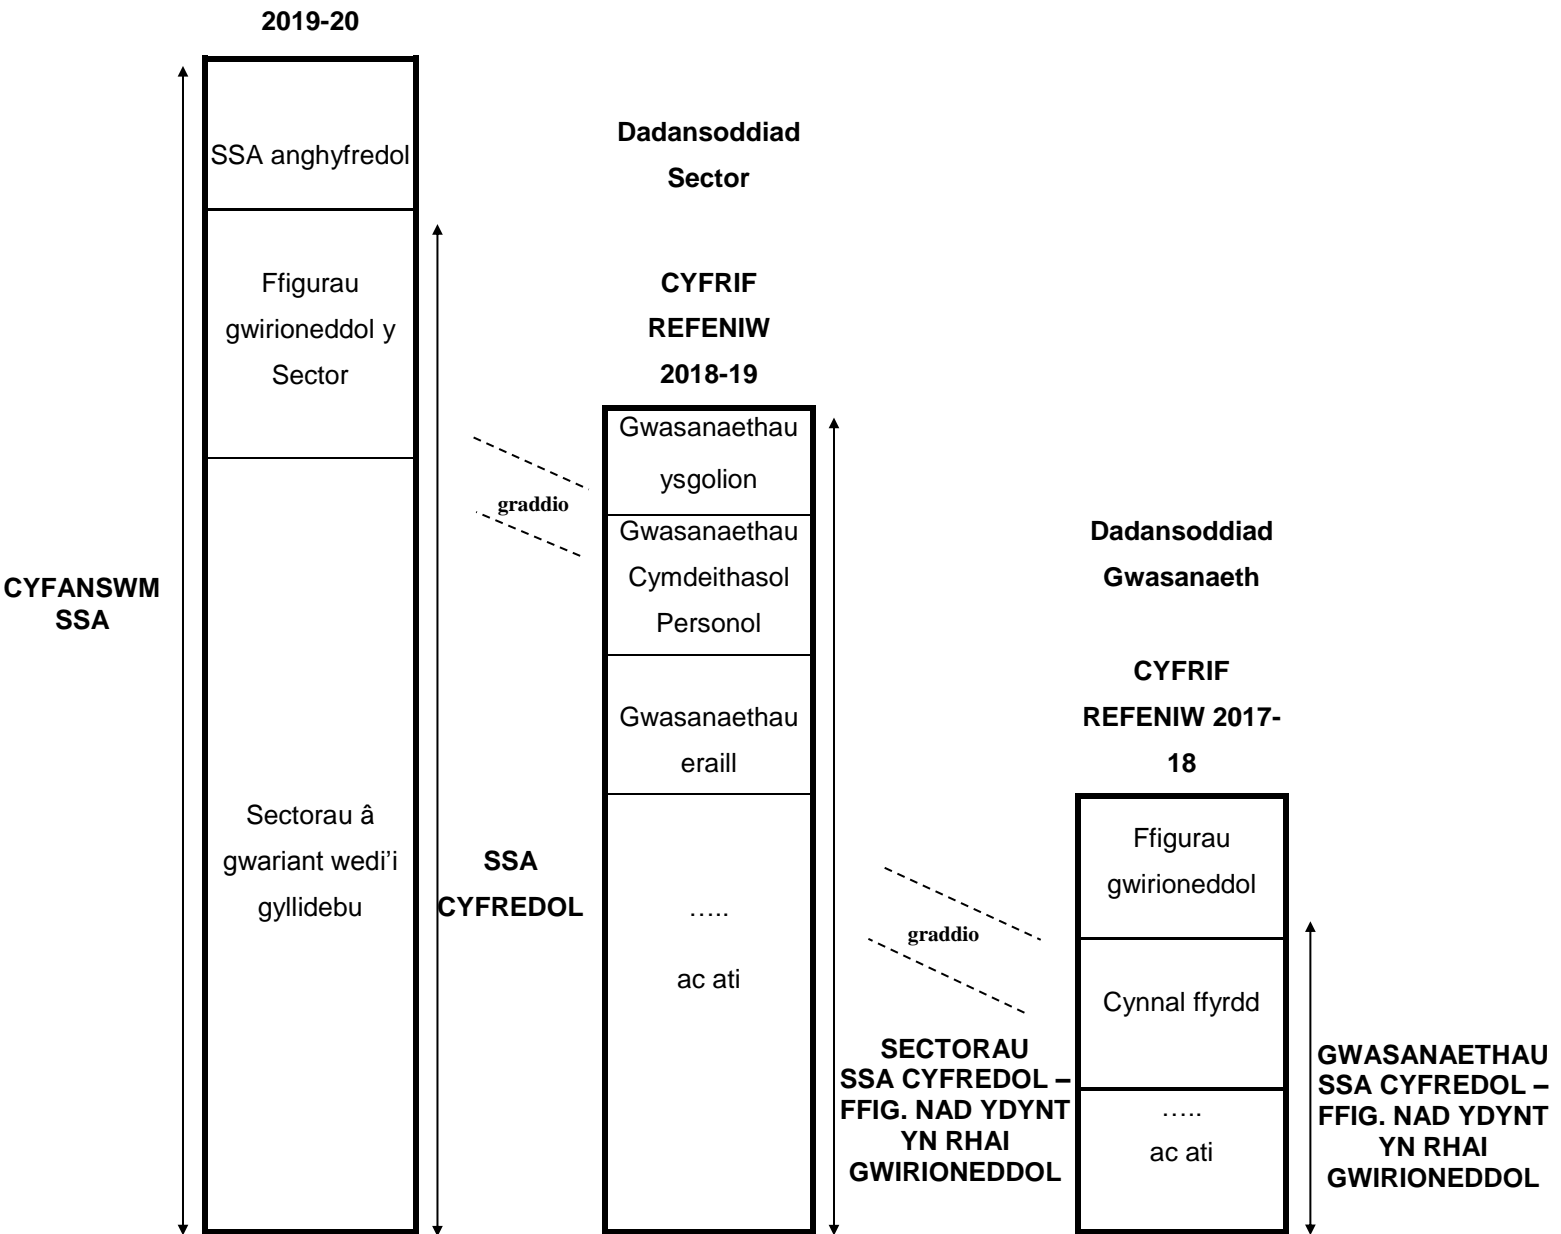 2019-20
SSA anghyfredol
Ffigurau
gwirioneddol y
Sector
Sectorau â
gwariant wedi'i
gyllidebu
CYFANSWM
SSA
SSA
CYFREDOL
Dadansoddiad
Sector
CYFRIF
REFENIW
2018-19
graddio
Gwasanaethau
ysgolion
Gwasanaethau
Cymdeithasol
Personol
Gwasanaethau
eraill
…..
ac ati
SECTORAU
SSA CYFREDOL –
FFIG. NAD YDYNT
YN RHAI
GWIRIONEDDOL
graddio
Dadansoddiad
Gwasanaeth
CYFRIF
REFENIW 2017-
18
Ffigurau
gwirioneddol
Cynnal ffyrdd
…..
ac ati
GWASANAETHAU
SSA CYFREDOL –
FFIG. NAD YDYNT
YN RHAI
GWIRIONEDDOL